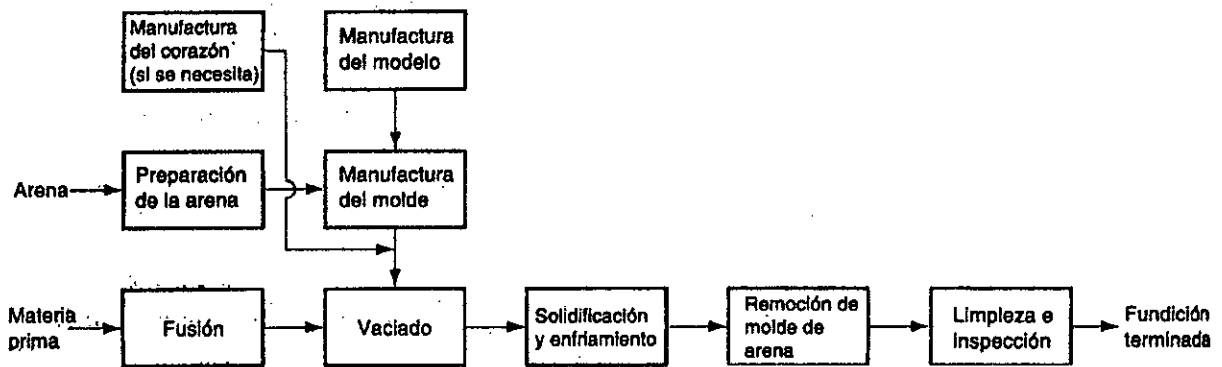 Manufactura
del corazón
(si se necesita)
Manufactura
del modelo
Arena
Preparación
de la arena
Manufactura
del molde
Materia
prima
Fusión
Vaciado
Solidificación
y enfriamiento
Remoción de
molde de
arena
Limpieza e
inspección
Fundición
terminada